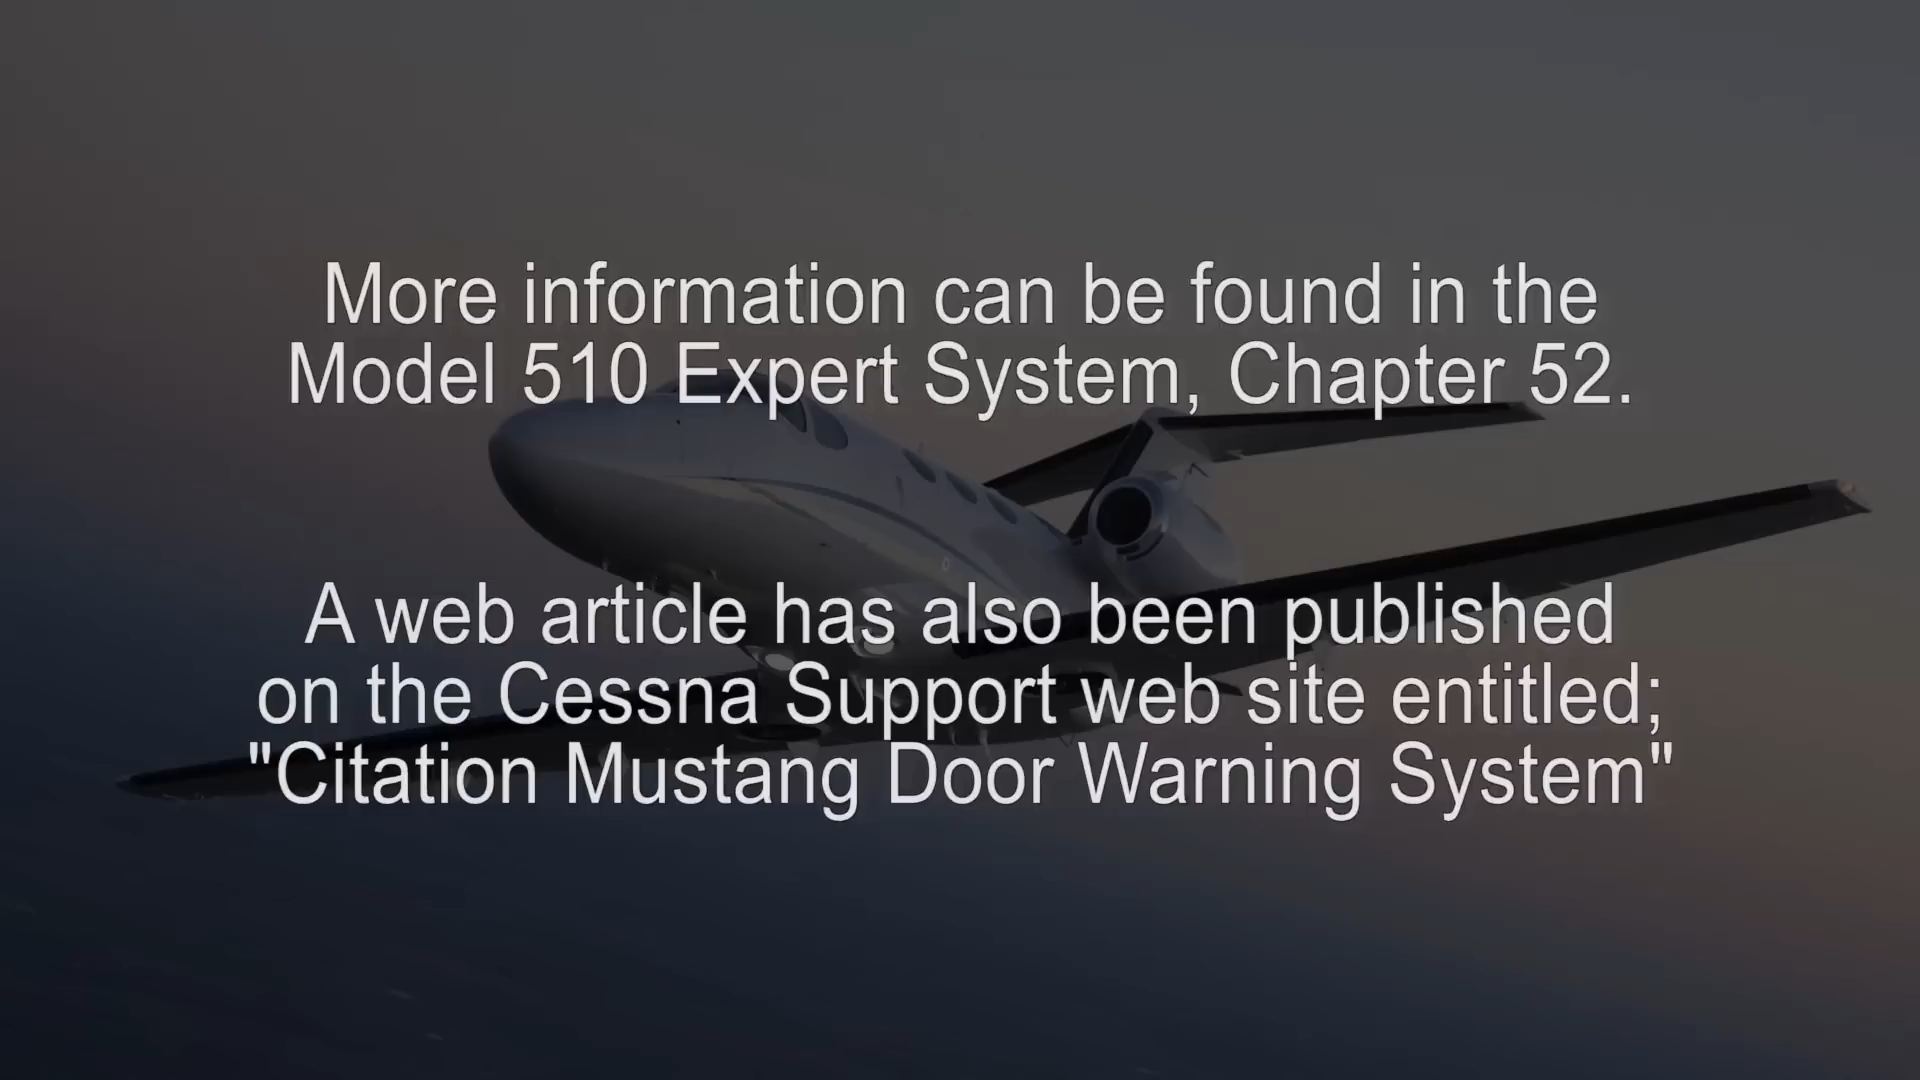 More information can be found in the
Model 510 Expert System, Chapter 52.
A web article has also been published
on the Cessna Support web site entitled;
"Citation Mustang Door Warning System"